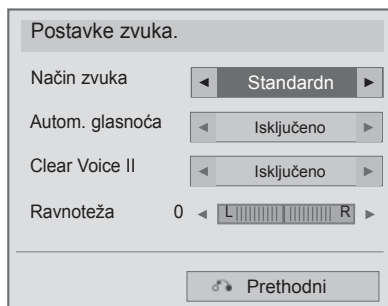 Postavke zvuka.
Način zvuka ◄ Standardn ►
Autom. glasnoća ◄ Isključeno ►
Clear Voice II ◄ Isključeno ►
Ravnoteža 0 ◄ L R ►
Prethodni